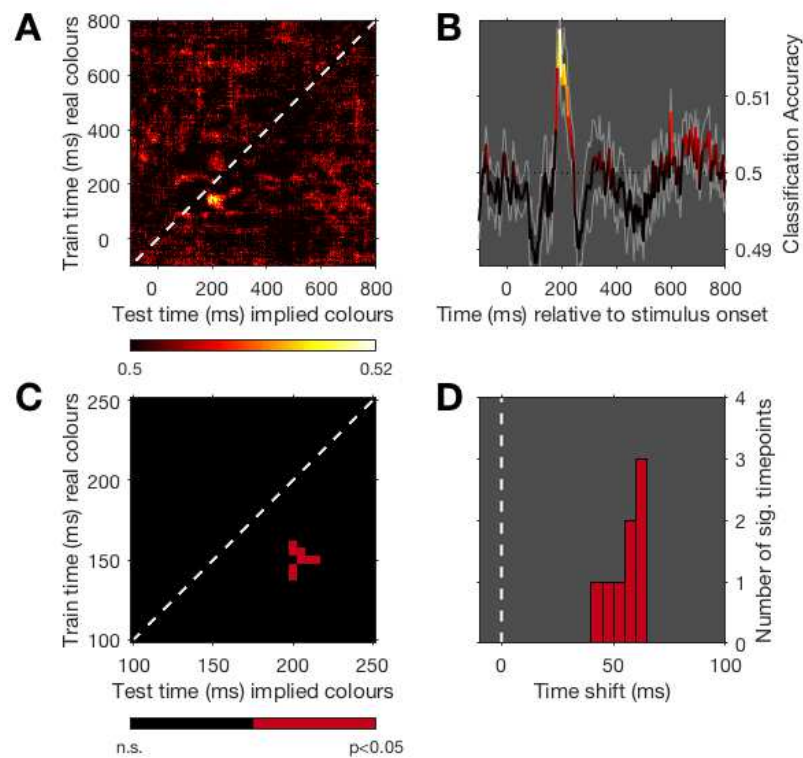 A
Train time (ms) real colours
800
600
400
200
0
0 200 400 600 800
Test time (ms) implied colours
0.5 0.52
B
Classification Accuracy
0.51
0.5
0.49
0 200 400 600 800
Time (ms) relative to stimulus onset
C
Train time (ms) real colours
250
200
150
100
100 150 200 250
Test time (ms) implied colours
n.s. p<0.05
D
Number of sig. timepoints
4
3
2
1
0
0 50 100
Time shift (ms)